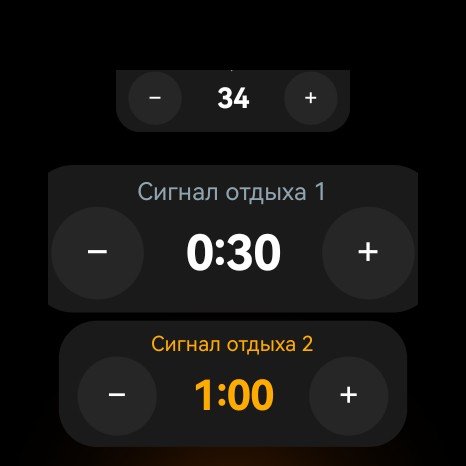 − 34 +
Сигнал отдыха 1
− 0:30 +
Сигнал отдыха 2
− 1:00 +